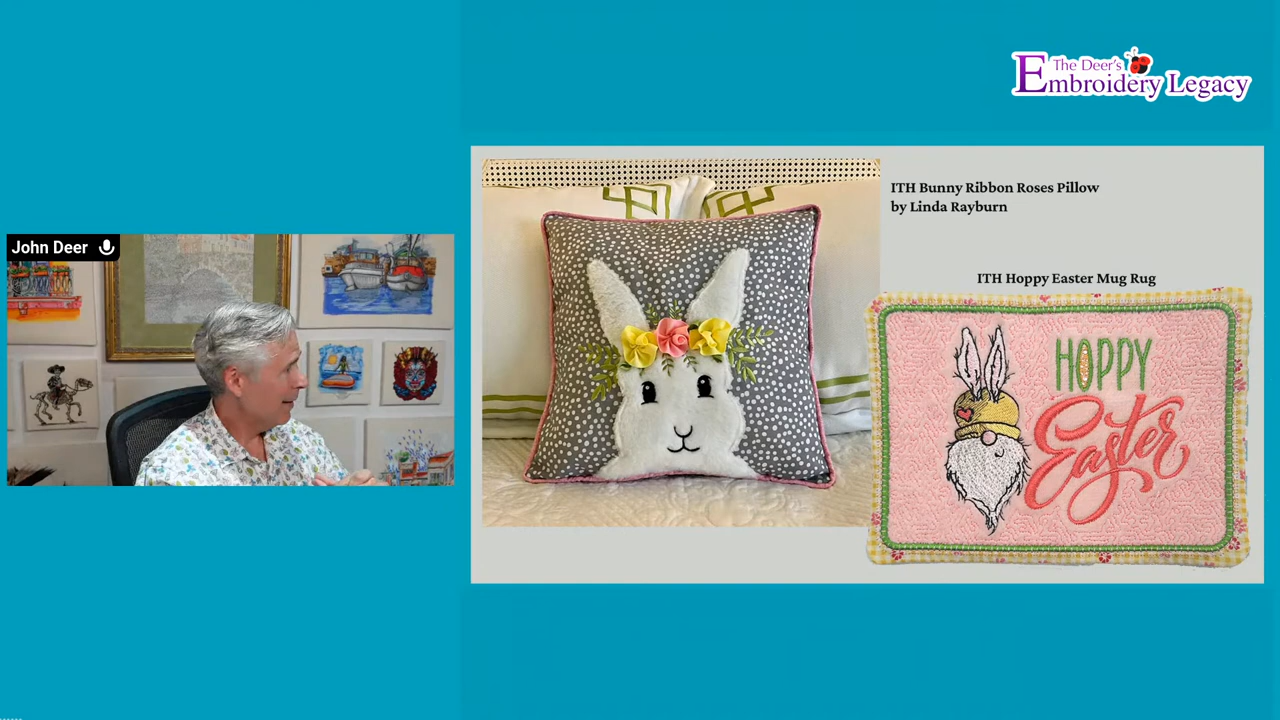 The Deer's
Embroidery Legacy
John Deer
ITH Bunny Ribbon Roses Pillow
by Linda Rayburn
ITH Hoppy Easter Mug Rug
HOPPY
Easter